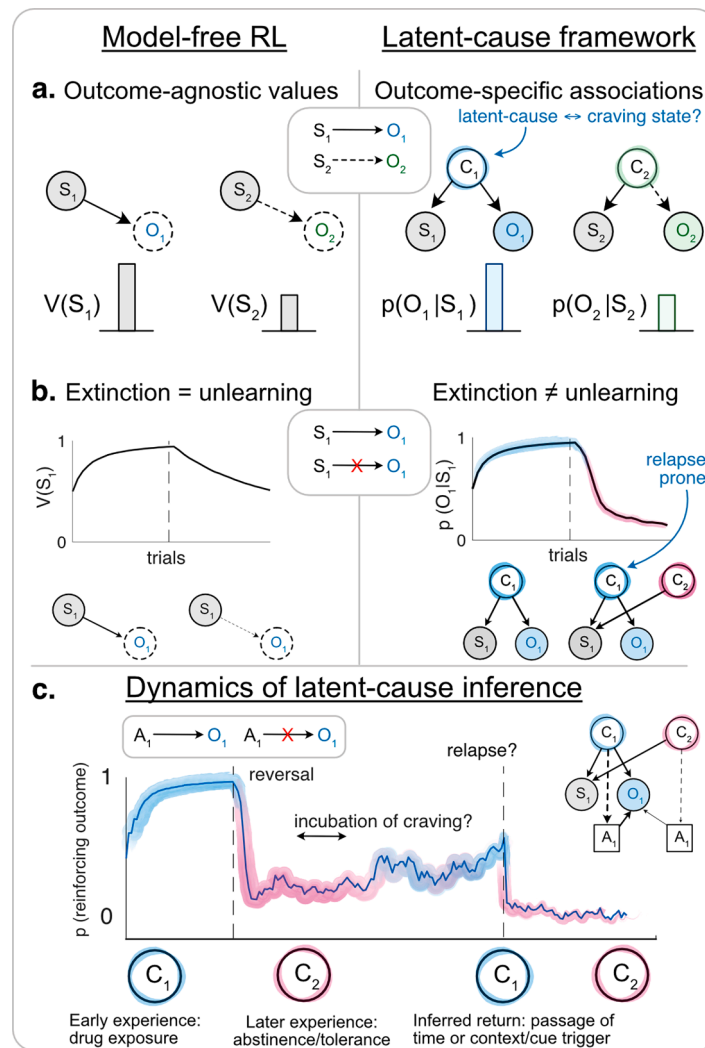 Model-free RL
Latent-cause framework
a. Outcome-agnostic values
Outcome-specific associations
S1 O1
S2 O2
latent-cause ↔ craving state?
S1
O1
S2
O2
C1
S1
O1
C2
S2
O2
V(S1)
V(S2)
p(O1|S1)
p(O2|S2)
b. Extinction = unlearning
Extinction ≠ unlearning
S1 O1
S1 X O1
1
V(S1)
0
trials
1
p (O1|S1)
0
trials
relapse
prone
S1
O1
S1
O1
C1
S1
O1
C1
C2
S1
O1
c. Dynamics of latent-cause inference
A1 O1 A1 X O1
relapse?
C1
C2
S1
O1
A1
A1
1
p (reinforcing outcome)
0
reversal
incubation of craving?
C1
C2
C1
C2
Early experience:
drug exposure
Later experience:
abstinence/tolerance
Inferred return: passage of
time or context/cue trigger